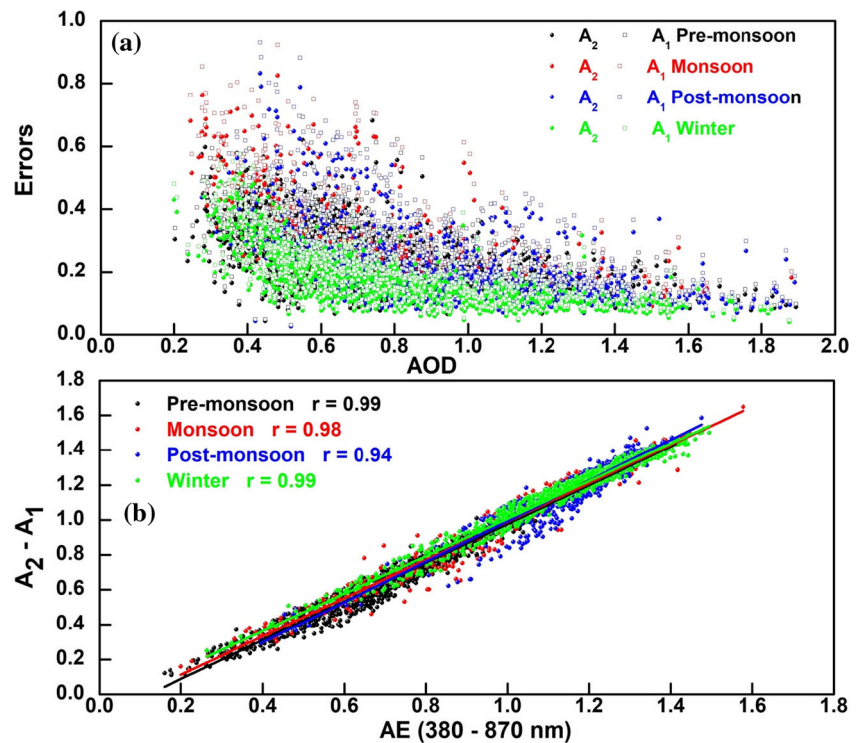 (a)
A2 A1 Pre-monsoon
A2 A1 Monsoon
A2 A1 Post-monsoon
A2 A1 Winter
Errors
1.0
0.8
0.6
0.4
0.2
0.0
0.0 0.2 0.4 0.6 0.8 1.0 1.2 1.4 1.6 1.8 2.0
AOD
Pre-monsoon r = 0.99
Monsoon r = 0.98
Post-monsoon r = 0.94
Winter r = 0.99
(b)
A2 - A1
1.8
1.6
1.4
1.2
1.0
0.8
0.6
0.4
0.2
0.0
0.0 0.2 0.4 0.6 0.8 1.0 1.2 1.4 1.6 1.8
AE (380 - 870 nm)